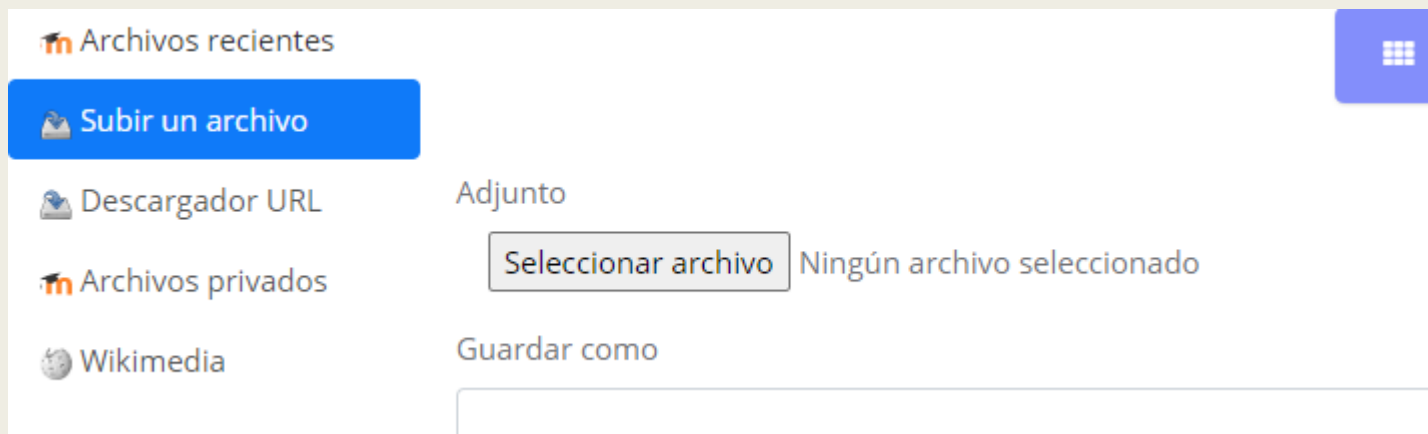 Archivos recientes
Subir un archivo
Descargador URL
Archivos privados
Wikimedia
Adjunto
Seleccionar archivo Ningún archivo seleccionado
Guardar como